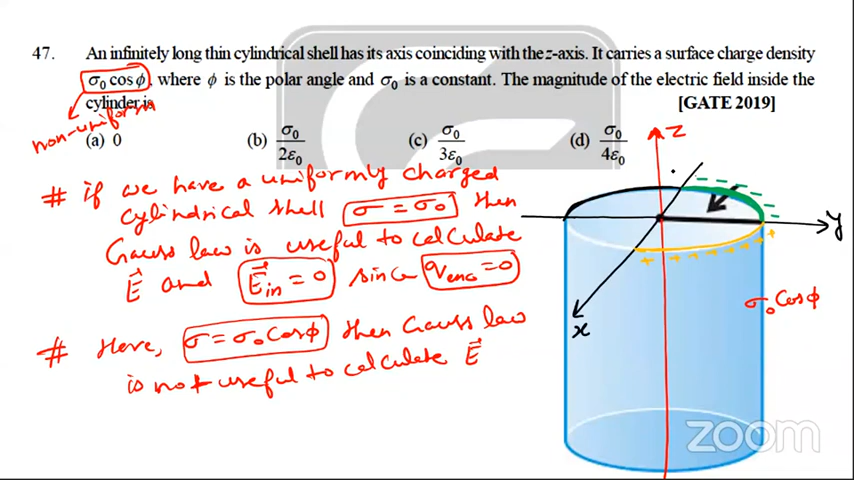 47. An infinitely long thin cylindrical shell has its axis coinciding with the z-axis. It carries a surface charge density
σ₀ cos ϕ, where ϕ is the polar angle and σ₀ is a constant. The magnitude of the electric field inside the
cylinder is [GATE 2019]
non-uniform
(a) 0 (b) σ₀/2ε₀ (c) σ₀/3ε₀ (d) σ₀/4ε₀
# if we have a uniformly charged
cylindrical shell σ = σ₀ then
Gauss law is useful to calculate
E⃗ and E⃗in = 0 since qenc = 0
# Here, σ = σ₀ Cosϕ then Gauss law
is not useful to calculate E⃗
z
y
x
σ₀ Cosϕ
zoom